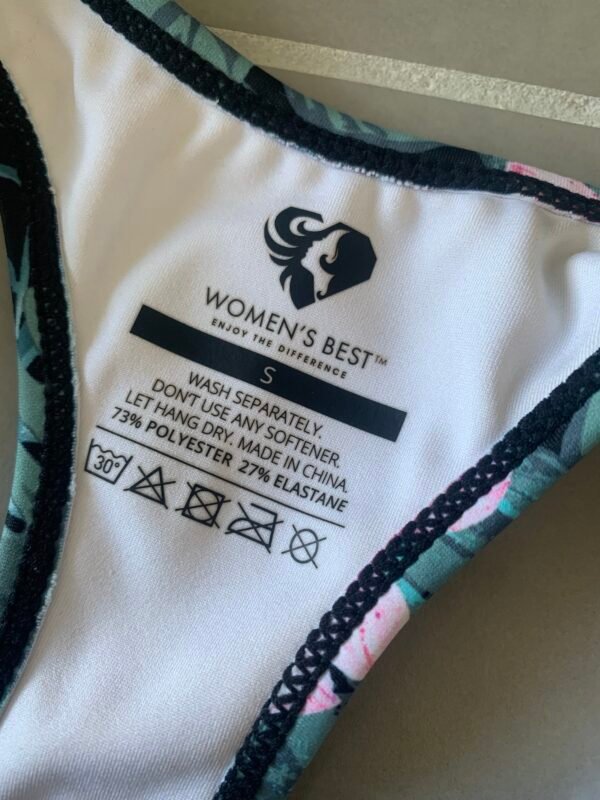 WOMEN'S BEST™
ENJOY THE DIFFERENCE
S
WASH SEPARATELY.
DON'T USE ANY SOFTENER.
LET HANG DRY. MADE IN CHINA.
73% POLYESTER 27% ELASTANE
30°